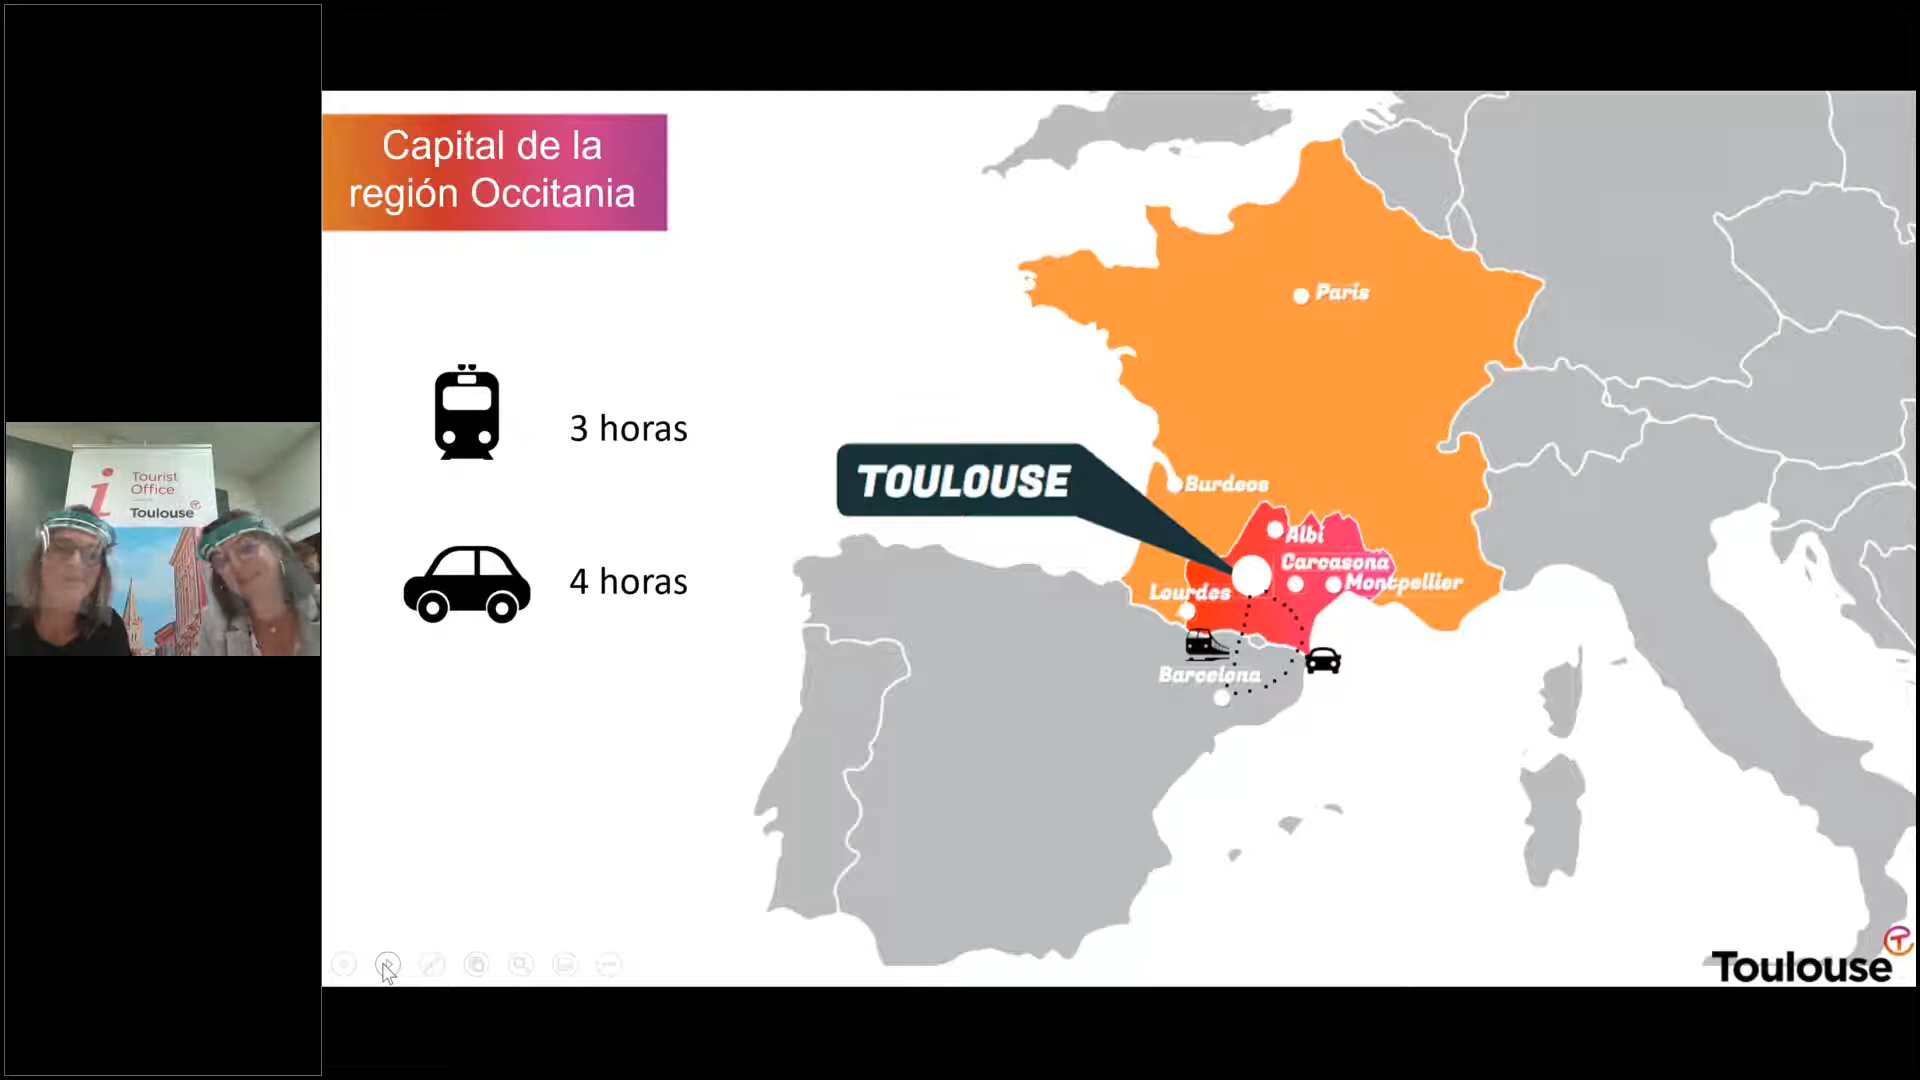 Capital de la
región Occitania
3 horas
4 horas
TOULOUSE
Paris
Burdeos
Albi
Carcasona
Montpellier
Lourdes
Barcelona
Toulouse
i
Tourist
Office
Toulouse